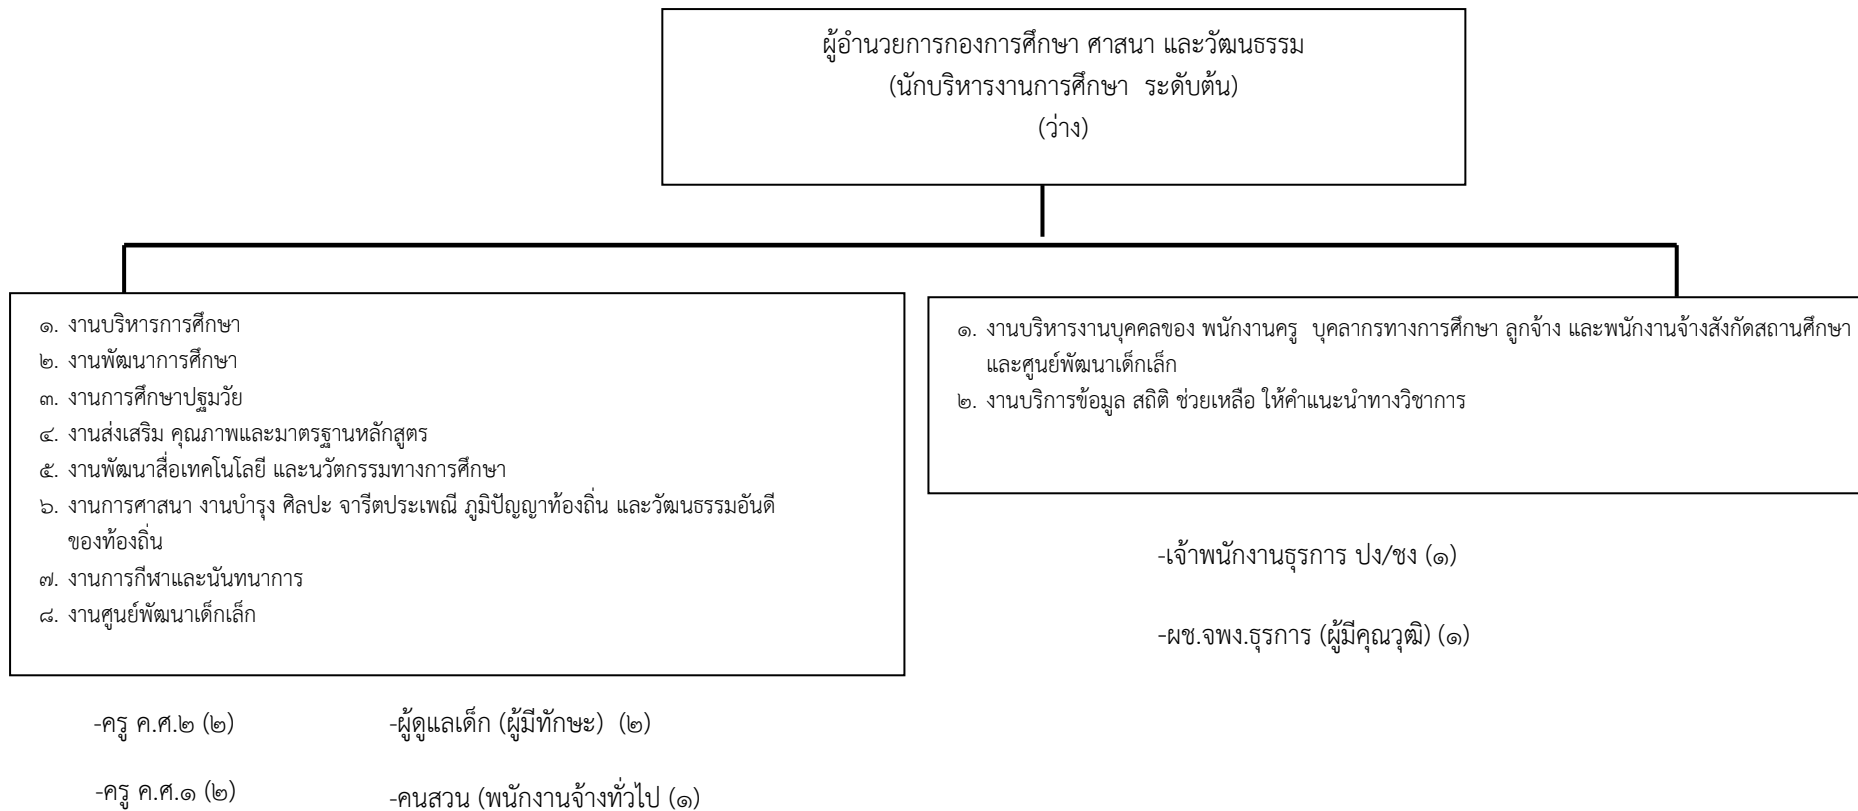 ผู้อำนวยการกองการศึกษา ศาสนา และวัฒนธรรม
(นักบริหารงานการศึกษา ระดับต้น)
(ว่าง)
๑. งานบริหารการศึกษา
๒. งานพัฒนาการศึกษา
๓. งานการศึกษาปฐมวัย
๔. งานส่งเสริม คุณภาพและมาตรฐานหลักสูตร
๕. งานพัฒนาสื่อเทคโนโลยี และนวัตกรรมทางการศึกษา
๖. งานการศาสนา งานบำรุง ศิลปะ จารีตประเพณี ภูมิปัญญาท้องถิ่น และวัฒนธรรมอันดี
ของท้องถิ่น
๗. งานการกีฬาและนันทนาการ
๘. งานศูนย์พัฒนาเด็กเล็ก
๑. งานบริหารงานบุคคลของ พนักงานครู บุคลากรทางการศึกษา ลูกจ้าง และพนักงานจ้างสังกัดสถานศึกษา
และศูนย์พัฒนาเด็กเล็ก
๒. งานบริการข้อมูล สถิติ ช่วยเหลือ ให้คำแนะนำทางวิชาการ
-เจ้าพนักงานธุรการ ปง/ชง (๑)
-ผช.จพง.ธุรการ (ผู้มีคุณวุฒิ) (๑)
-ครู ค.ศ.๒ (๒)
-ผู้ดูแลเด็ก (ผู้มีทักษะ) (๒)
-ครู ค.ศ.๑ (๒)
-คนสวน (พนักงานจ้างทั่วไป (๑)